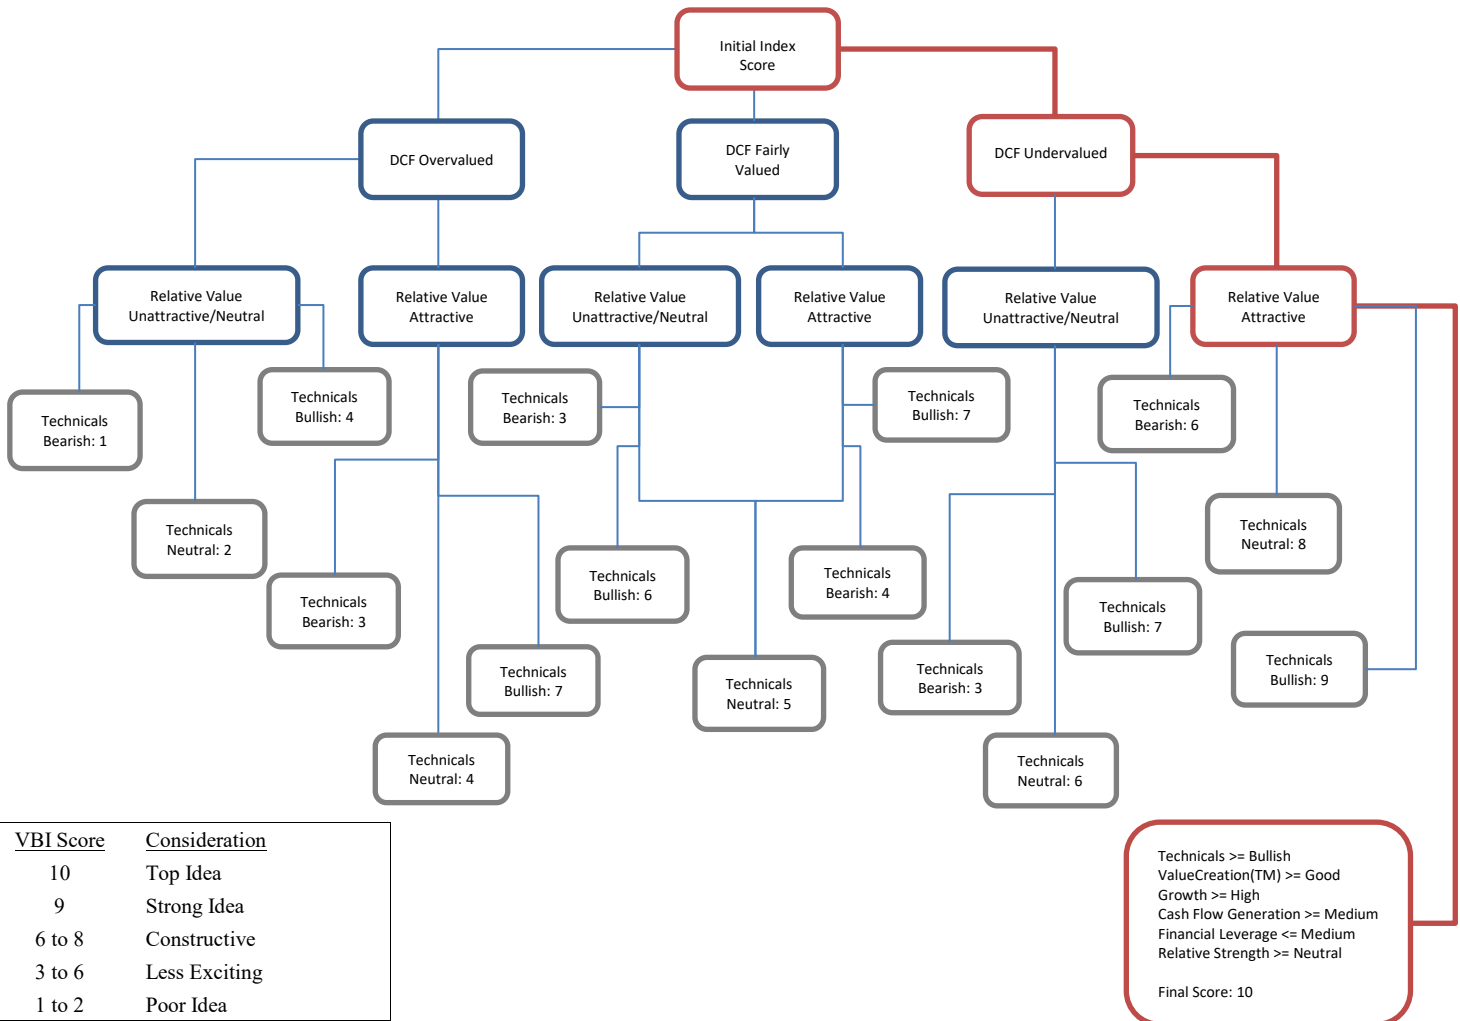 Initial Index
Score
DCF Overvalued
DCF Fairly
Valued
DCF Undervalued
Relative Value
Unattractive/Neutral
Relative Value
Attractive
Relative Value
Unattractive/Neutral
Relative Value
Attractive
Relative Value
Unattractive/Neutral
Relative Value
Attractive
Technicals
Bearish: 1
Technicals
Bullish: 4
Technicals
Bearish: 3
Technicals
Bullish: 7
Technicals
Bearish: 6
Technicals
Neutral: 2
Technicals
Neutral: 8
Technicals
Bearish: 3
Technicals
Bullish: 6
Technicals
Bearish: 4
Technicals
Bullish: 7
Technicals
Bullish: 7
Technicals
Neutral: 5
Technicals
Bearish: 3
Technicals
Bullish: 9
Technicals
Neutral: 4
Technicals
Neutral: 6
VBI Score Consideration
10 Top Idea
9 Strong Idea
6 to 8 Constructive
3 to 6 Less Exciting
1 to 2 Poor Idea
Technicals >= Bullish
ValueCreation(TM) >= Good
Growth >= High
Cash Flow Generation >= Medium
Financial Leverage <= Medium
Relative Strength >= Neutral
Final Score: 10